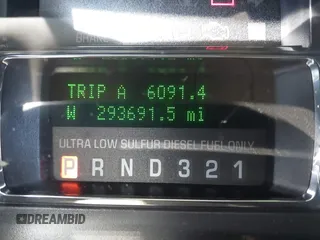 TRIP A 6091.4
W 293691.5 mi
ULTRA LOW SULFUR DIESEL FUEL ONLY
P R N D 3 2 1
DREAMBID